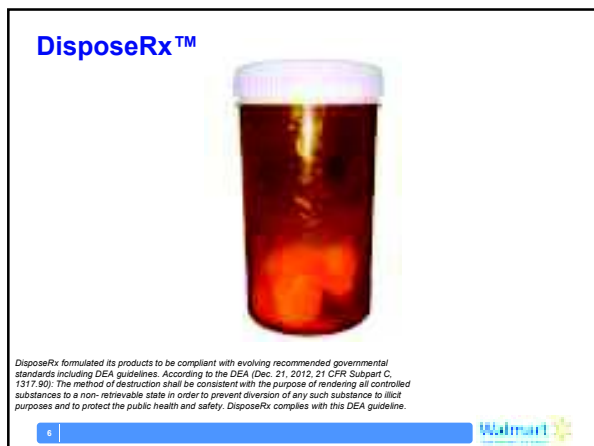 DisposeRx™
DisposeRx formulated its products to be compliant with evolving recommended governmental
standards including DEA guidelines. According to the DEA (Dec. 21, 2012, 21 CFR Subpart C,
1317.90): The method of destruction shall be consistent with the purpose of rendering all controlled
substances to a non- retrievable state in order to prevent diversion of any such substance to illicit
purposes and to protect the public health and safety. DisposeRx complies with this DEA guideline.
6
Walmart